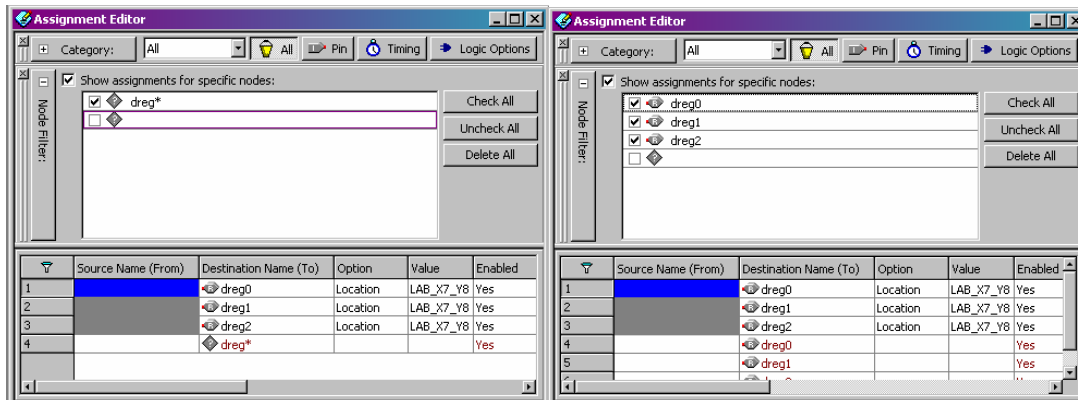 Assignment Editor
Category: All All Pin Timing Logic Options
Node Filter:
Show assignments for specific nodes:
dreg*
Check All
Uncheck All
Delete All
Source Name (From) Destination Name (To) Option Value Enabled
1 dreg0 Location LAB_X7_Y8 Yes
2 dreg1 Location LAB_X7_Y8 Yes
3 dreg2 Location LAB_X7_Y8 Yes
4 dreg* Yes
Assignment Editor
Category: All All Pin Timing Logic Options
Node Filter:
Show assignments for specific nodes:
dreg0
dreg1
dreg2
Check All
Uncheck All
Delete All
Source Name (From) Destination Name (To) Option Value Enabled
1 dreg0 Location LAB_X7_Y8 Yes
2 dreg1 Location LAB_X7_Y8 Yes
3 dreg2 Location LAB_X7_Y8 Yes
4 dreg0 Yes
5 dreg1 Yes